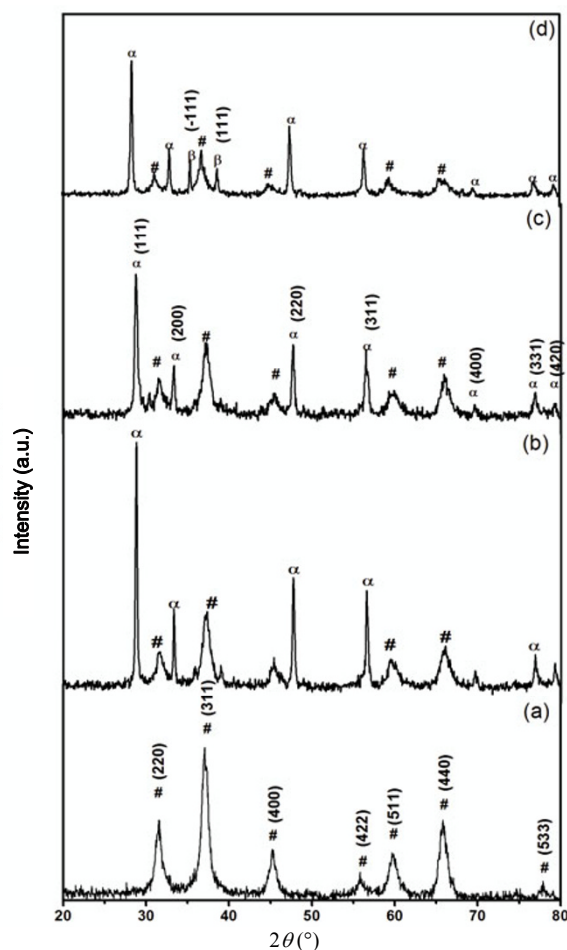 (d)
α
#
α
(-111)
β
#
(111)
β
#
α
α
#
#
α
α
α
(c)
(111)
α
#
(200)
α
#
#
(220)
α
(311)
α
#
#
(400)
α
(331)
α
(420)
α
(b)
α
#
α
#
α
α
#
#
α
(a)
# (220)
# (311)
# (400)
# (422)
# (511)
# (440)
# (533)
Intensity (a.u.)
20 30 40 50 60 70 80
2θ(°)